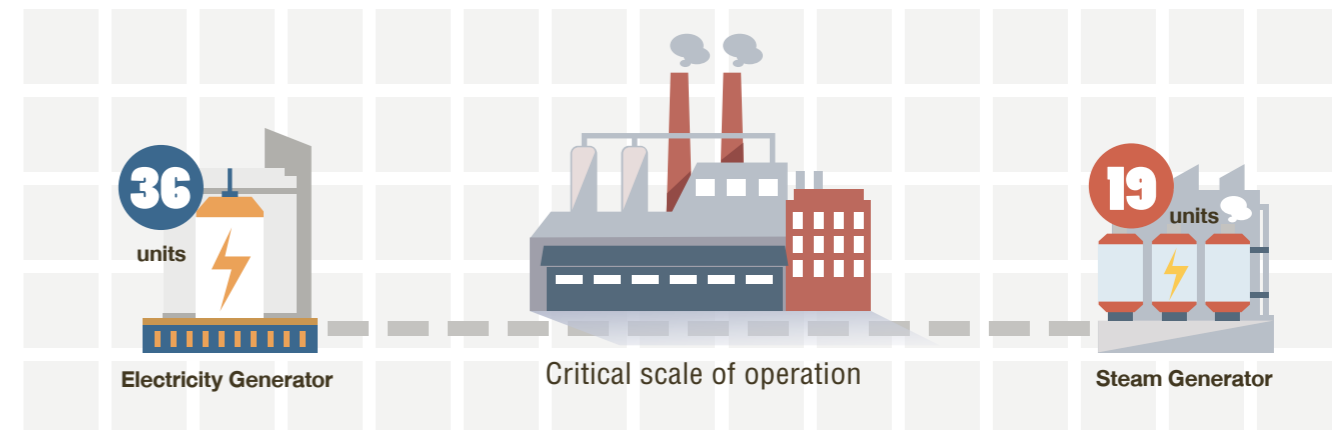 36
units
Electricity Generator
Critical scale of operation
19
units
Steam Generator